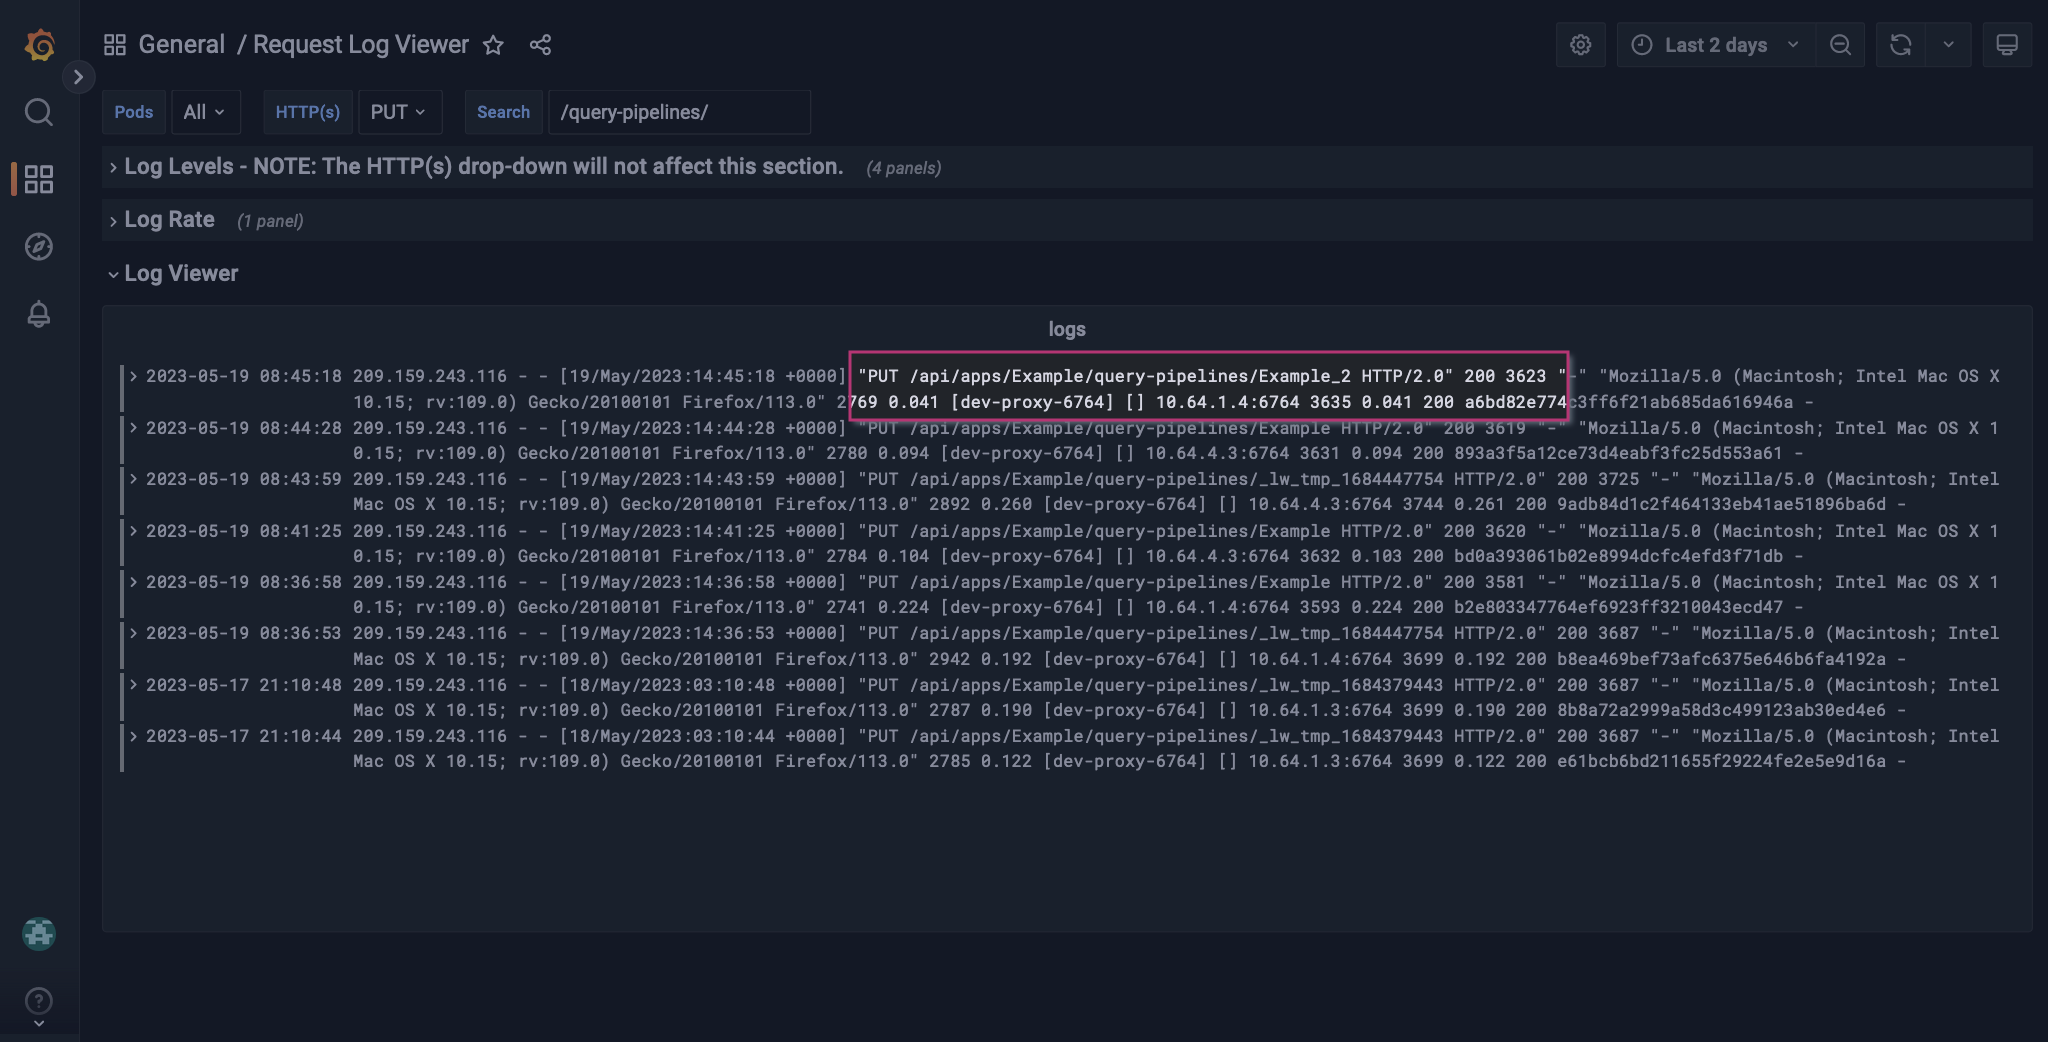 General / Request Log Viewer
Last 2 days
Pods All HTTP(s) PUT Search /query-pipelines/
Log Levels - NOTE: The HTTP(s) drop-down will not affect this section. (4 panels)
Log Rate (1 panel)
Log Viewer
logs
2023-05-19 08:45:18 209.159.243.116 - - [19/May/2023:14:45:18 +0000] "PUT /api/apps/Example/query-pipelines/Example_2 HTTP/2.0" 200 3623 "-" "Mozilla/5.0 (Macintosh; Intel Mac OS X
10.15; rv:109.0) Gecko/20100101 Firefox/113.0" 2769 0.041 [dev-proxy-6764] [] 10.64.1.4:6764 3635 0.041 200 a6bd82e774c3ff6f21ab685da616946a -
2023-05-19 08:44:28 209.159.243.116 - - [19/May/2023:14:44:28 +0000] "PUT /api/apps/Example/query-pipelines/Example HTTP/2.0" 200 3619 "-" "Mozilla/5.0 (Macintosh; Intel Mac OS X 1
0.15; rv:109.0) Gecko/20100101 Firefox/113.0" 2780 0.094 [dev-proxy-6764] [] 10.64.4.3:6764 3631 0.094 200 893a3f5a12ce73d4eabf3fc25d553a61 -
2023-05-19 08:43:59 209.159.243.116 - - [19/May/2023:14:43:59 +0000] "PUT /api/apps/Example/query-pipelines/_lw_tmp_1684447754 HTTP/2.0" 200 3725 "-" "Mozilla/5.0 (Macintosh; Intel
Mac OS X 10.15; rv:109.0) Gecko/20100101 Firefox/113.0" 2892 0.260 [dev-proxy-6764] [] 10.64.4.3:6764 3744 0.261 200 9adb84d1c2f464133eb41ae51896ba6d -
2023-05-19 08:41:25 209.159.243.116 - - [19/May/2023:14:41:25 +0000] "PUT /api/apps/Example/query-pipelines/Example HTTP/2.0" 200 3620 "-" "Mozilla/5.0 (Macintosh; Intel Mac OS X 1
0.15; rv:109.0) Gecko/20100101 Firefox/113.0" 2784 0.104 [dev-proxy-6764] [] 10.64.4.3:6764 3632 0.103 200 bd0a393061b02e8994dcfc4efd3f71db -
2023-05-19 08:36:58 209.159.243.116 - - [19/May/2023:14:36:58 +0000] "PUT /api/apps/Example/query-pipelines/Example HTTP/2.0" 200 3581 "-" "Mozilla/5.0 (Macintosh; Intel Mac OS X 1
0.15; rv:109.0) Gecko/20100101 Firefox/113.0" 2741 0.224 [dev-proxy-6764] [] 10.64.1.4:6764 3593 0.224 200 b2e803347764ef6923ff3210043ecd47 -
2023-05-19 08:36:53 209.159.243.116 - - [19/May/2023:14:36:53 +0000] "PUT /api/apps/Example/query-pipelines/_lw_tmp_1684447754 HTTP/2.0" 200 3687 "-" "Mozilla/5.0 (Macintosh; Intel
Mac OS X 10.15; rv:109.0) Gecko/20100101 Firefox/113.0" 2942 0.192 [dev-proxy-6764] [] 10.64.1.4:6764 3699 0.192 200 b8ea469bef73afc6375e646b6fa4192a -
2023-05-17 21:10:48 209.159.243.116 - - [18/May/2023:03:10:48 +0000] "PUT /api/apps/Example/query-pipelines/_lw_tmp_1684379443 HTTP/2.0" 200 3687 "-" "Mozilla/5.0 (Macintosh; Intel
Mac OS X 10.15; rv:109.0) Gecko/20100101 Firefox/113.0" 2787 0.190 [dev-proxy-6764] [] 10.64.1.3:6764 3699 0.190 200 8b8a72a2999a58d3c499123ab30ed4e6 -
2023-05-17 21:10:44 209.159.243.116 - - [18/May/2023:03:10:44 +0000] "PUT /api/apps/Example/query-pipelines/_lw_tmp_1684379443 HTTP/2.0" 200 3687 "-" "Mozilla/5.0 (Macintosh; Intel
Mac OS X 10.15; rv:109.0) Gecko/20100101 Firefox/113.0" 2785 0.122 [dev-proxy-6764] [] 10.64.1.3:6764 3699 0.122 200 e61bcb6bd211655f29224fe2e5e9d16a -